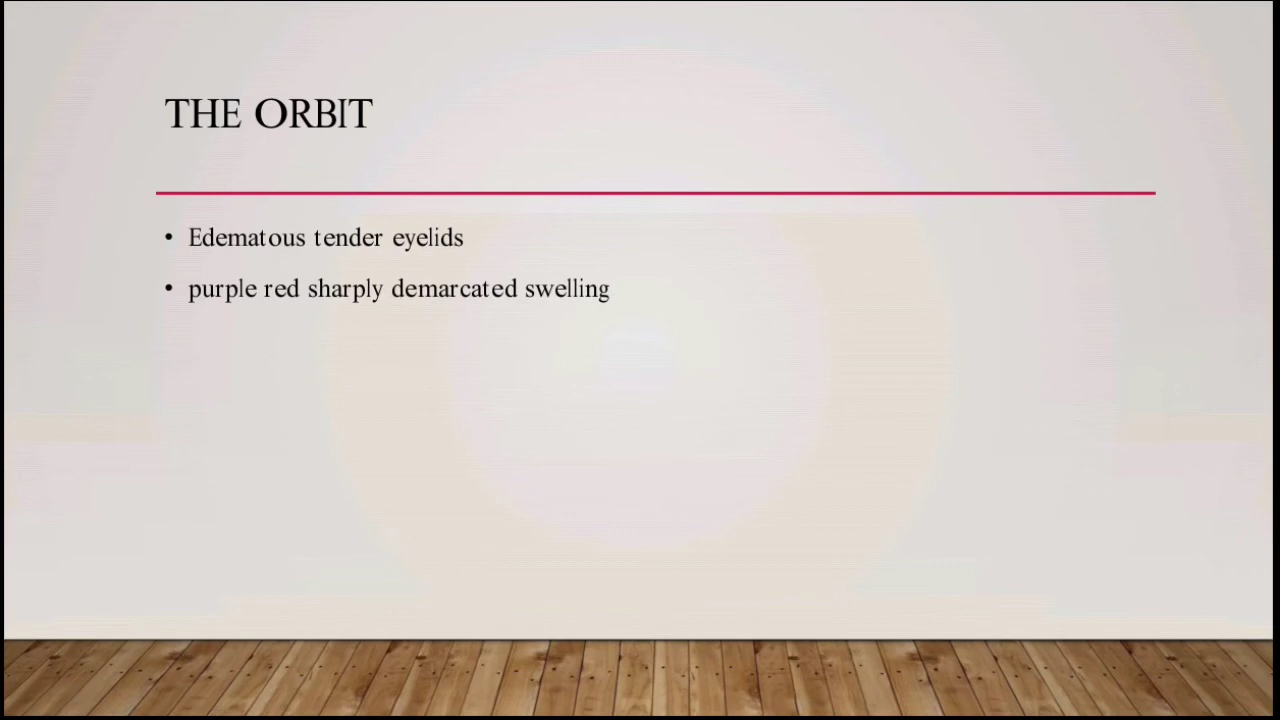 THE ORBIT
• Edematous tender eyelids
• purple red sharply demarcated swelling